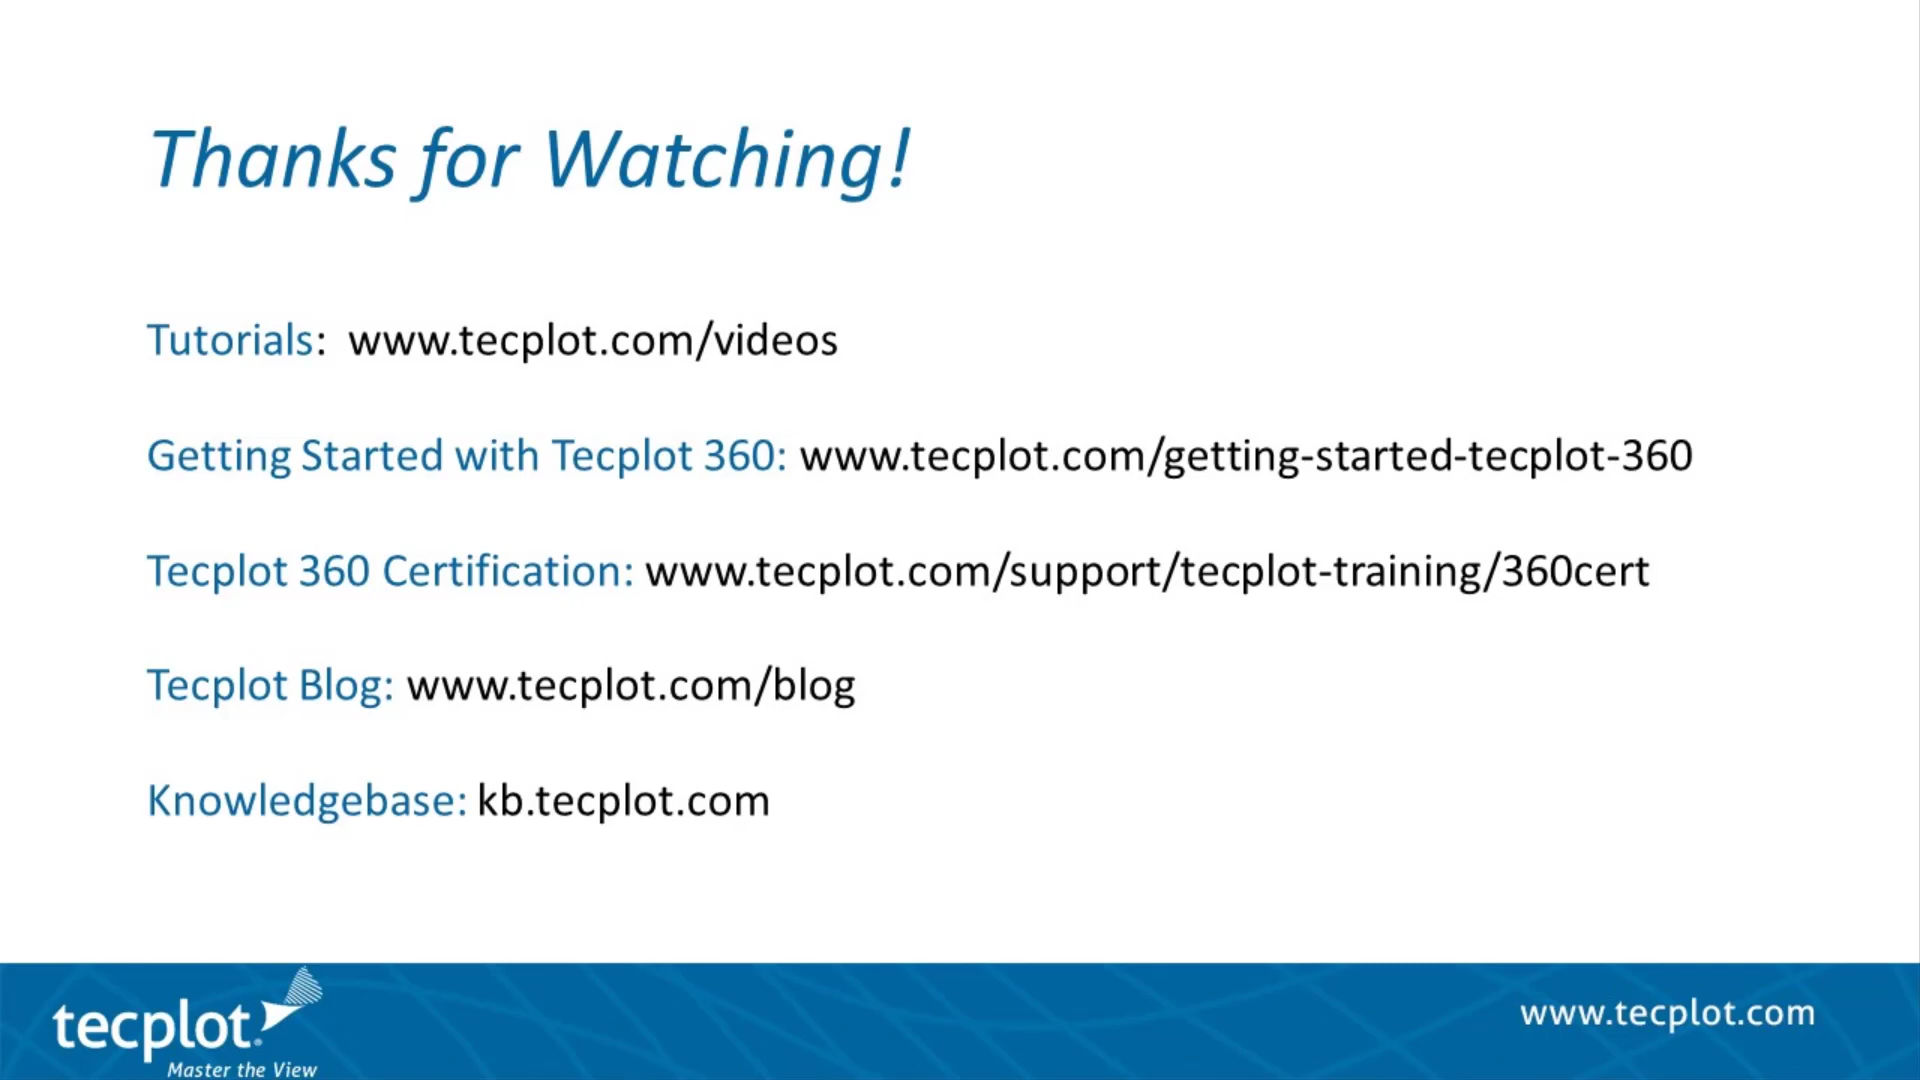 Thanks for Watching!
Tutorials:  www.tecplot.com/videos
Getting Started with Tecplot 360: www.tecplot.com/getting-started-tecplot-360
Tecplot 360 Certification: www.tecplot.com/support/tecplot-training/360cert
Tecplot Blog: www.tecplot.com/blog
Knowledgebase: kb.tecplot.com
tecplot®
Master the View
www.tecplot.com